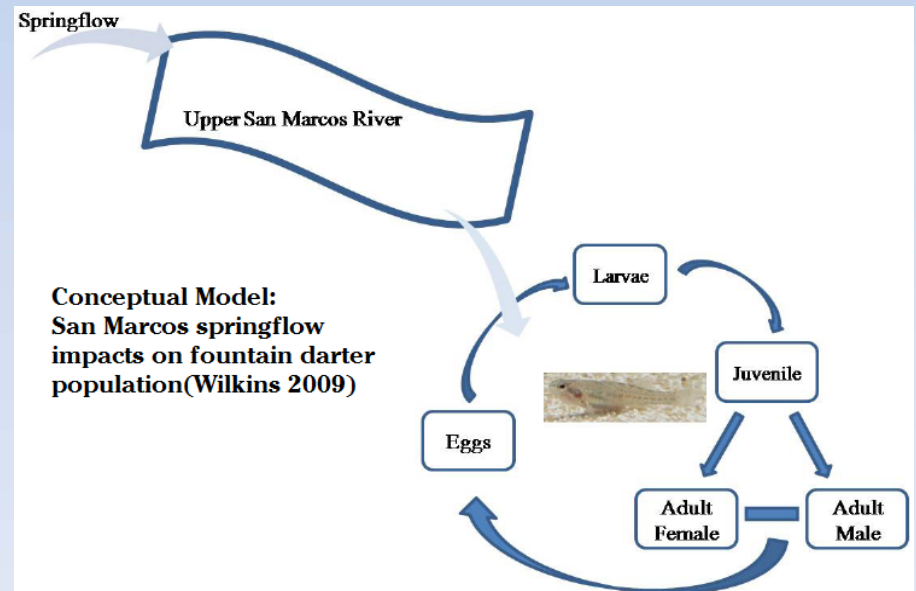 Springflow
Upper San Marcos River
Conceptual Model:
San Marcos springflow
impacts on fountain darter
population(Wilkins 2009)
Larvae
Juvenile
Eggs
Adult
Female
Adult
Male